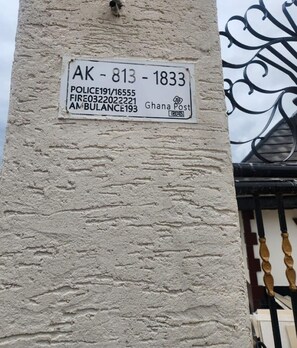 AK - 813 - 1833
POLICE191/16555
FIRE0322022221
AMBULANCE193
Ghana Post